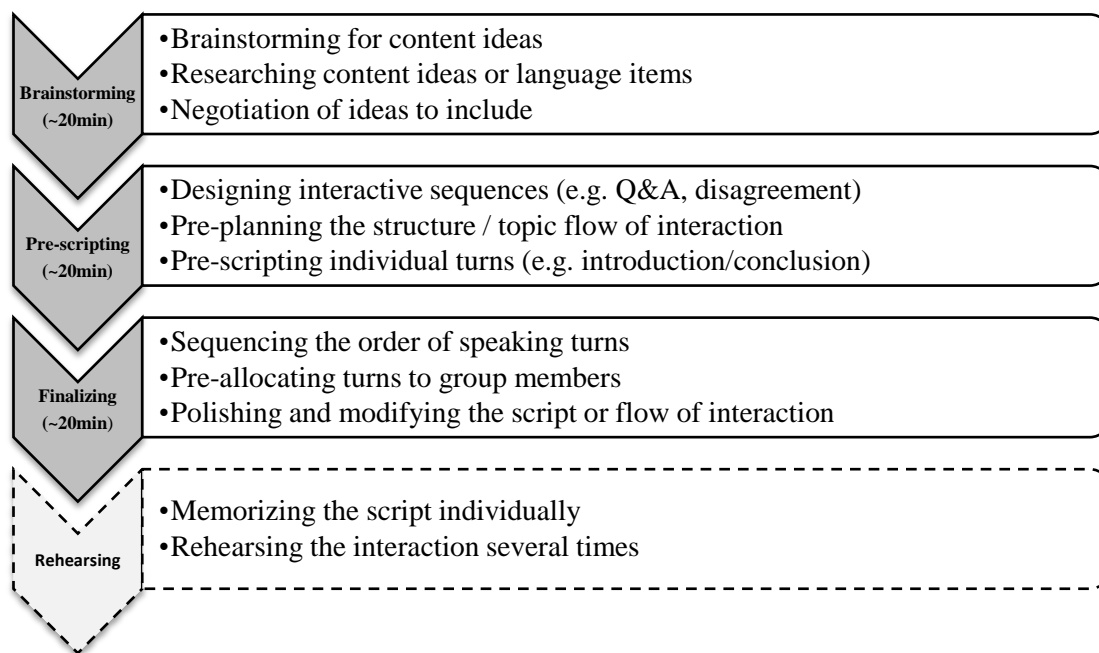 Brainstorming
(~20min)
•Brainstorming for content ideas
•Researching content ideas or language items
•Negotiation of ideas to include
Pre-scripting
(~20min)
•Designing interactive sequences (e.g. Q&A, disagreement)
•Pre-planning the structure / topic flow of interaction
•Pre-scripting individual turns (e.g. introduction/conclusion)
Finalizing
(~20min)
•Sequencing the order of speaking turns
•Pre-allocating turns to group members
•Polishing and modifying the script or flow of interaction
Rehearsing
•Memorizing the script individually
•Rehearsing the interaction several times